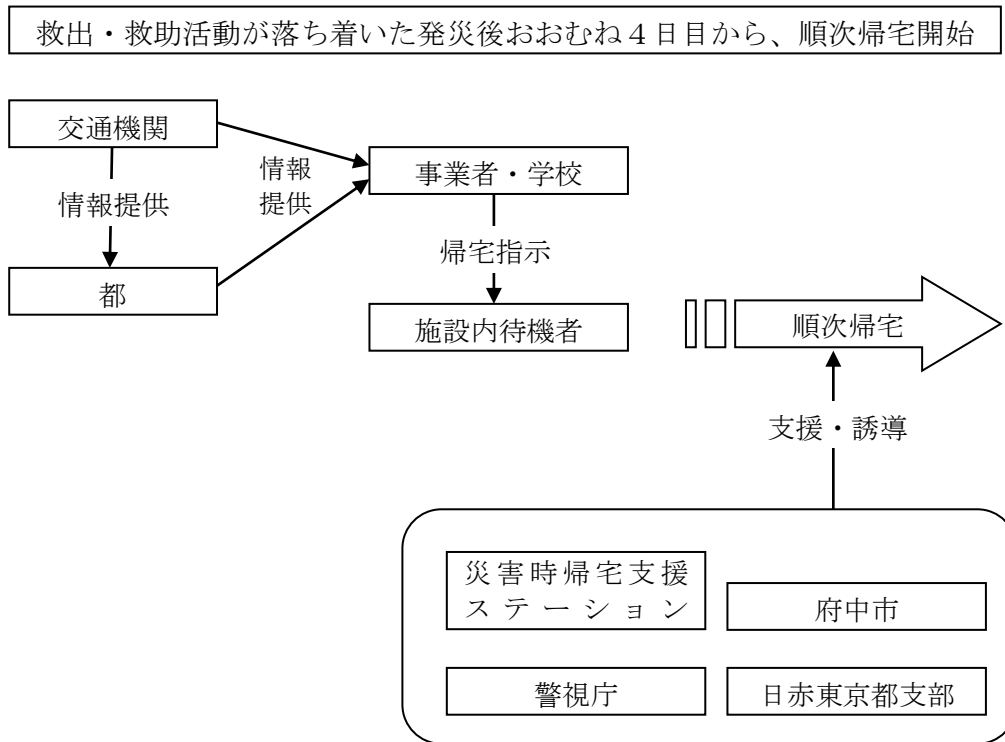 救出・救助活動が落ち着いた発災後おおむね４日目から、順次帰宅開始
交通機関
情報
提供
事業者・学校
情報提供
帰宅指示
都
施設内待機者
順次帰宅
支援・誘導
災害時帰宅支援
ステーション
府中市
警視庁
日赤東京都支部